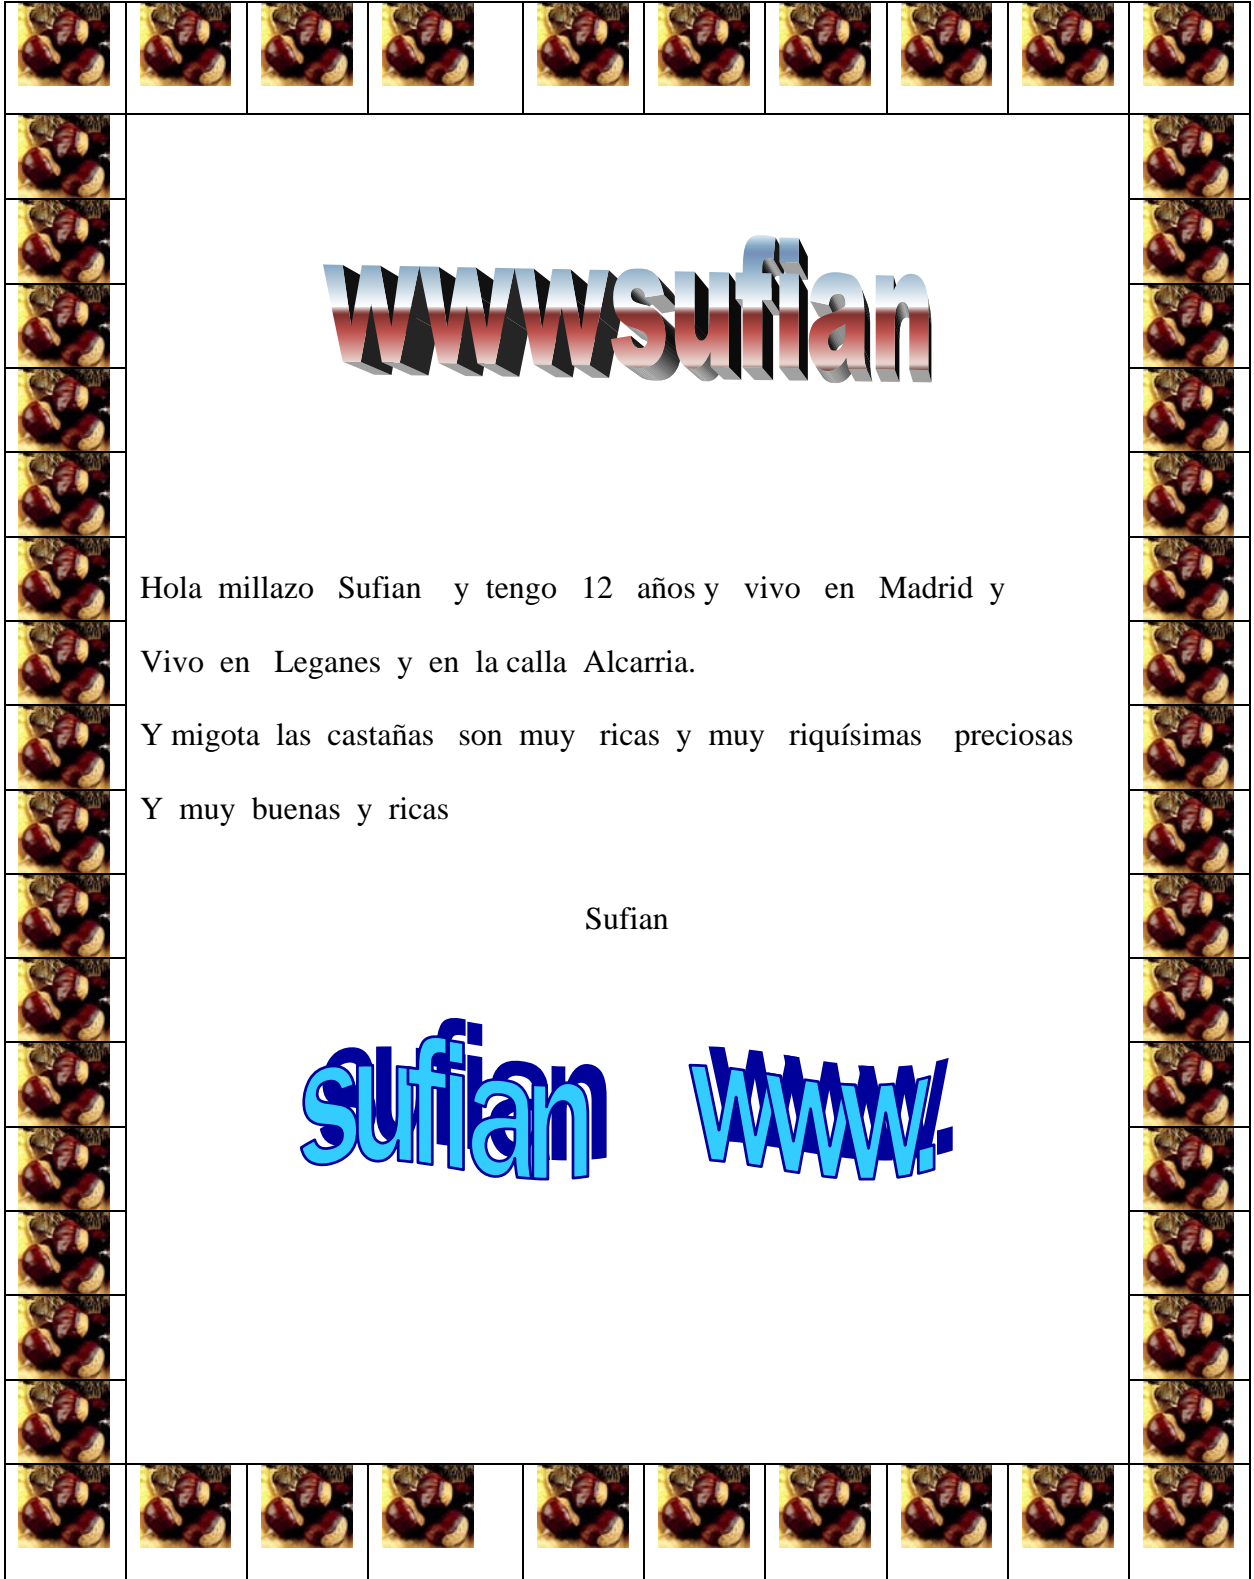 wwwsufian
Hola millazo Sufian y tengo 12 años y vivo en Madrid y
Vivo en Leganes y en la calla Alcarria.
Y migota las castañas son muy ricas y muy riquísimas preciosas
Y muy buenas y ricas
Sufian
sufian www.